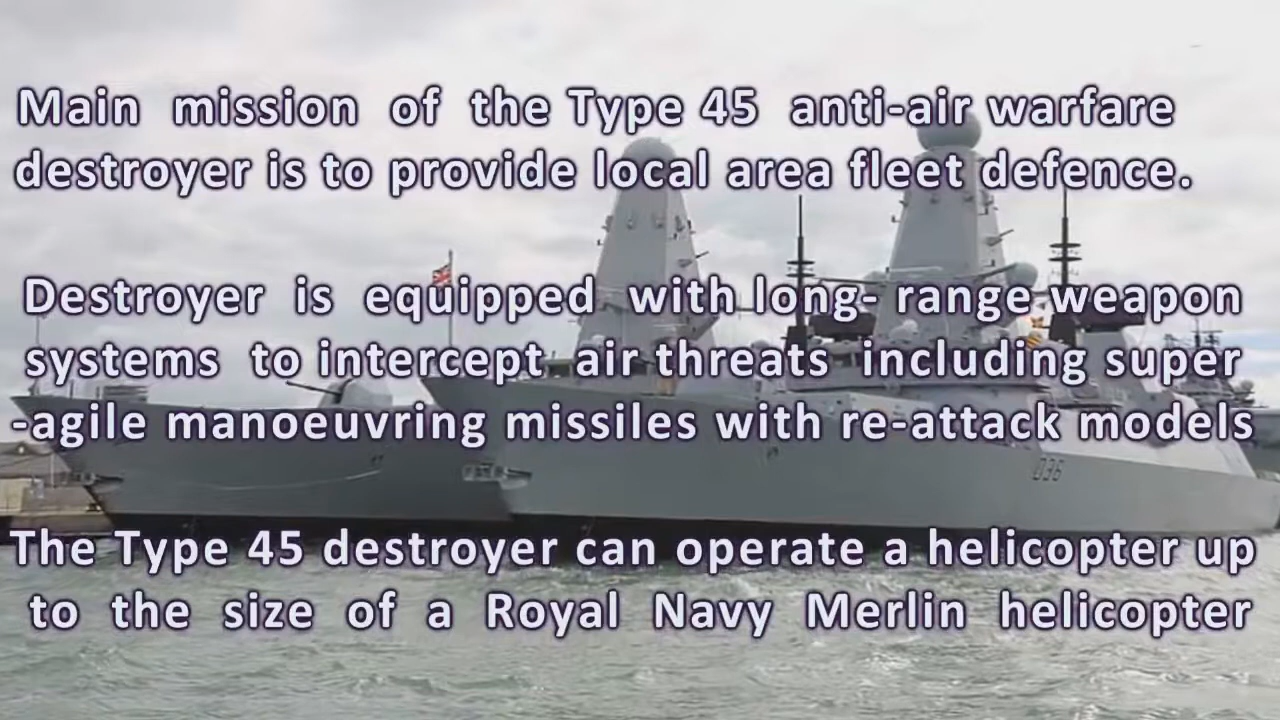 Main mission of the Type 45 anti-air warfare
destroyer is to provide local area fleet defence.
Destroyer is equipped with long- range weapon
systems to intercept air threats including super
-agile manoeuvring missiles with re-attack models
D36
The Type 45 destroyer can operate a helicopter up
to the size of a Royal Navy Merlin helicopter